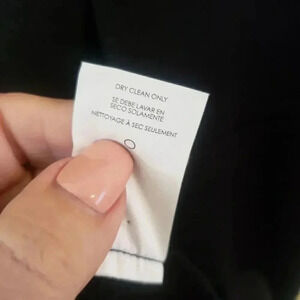 DRY CLEAN ONLY
SE DEBE LAVAR EN
SECO SOLAMENTE
NETTOYAGE À SEC SEULEMENT